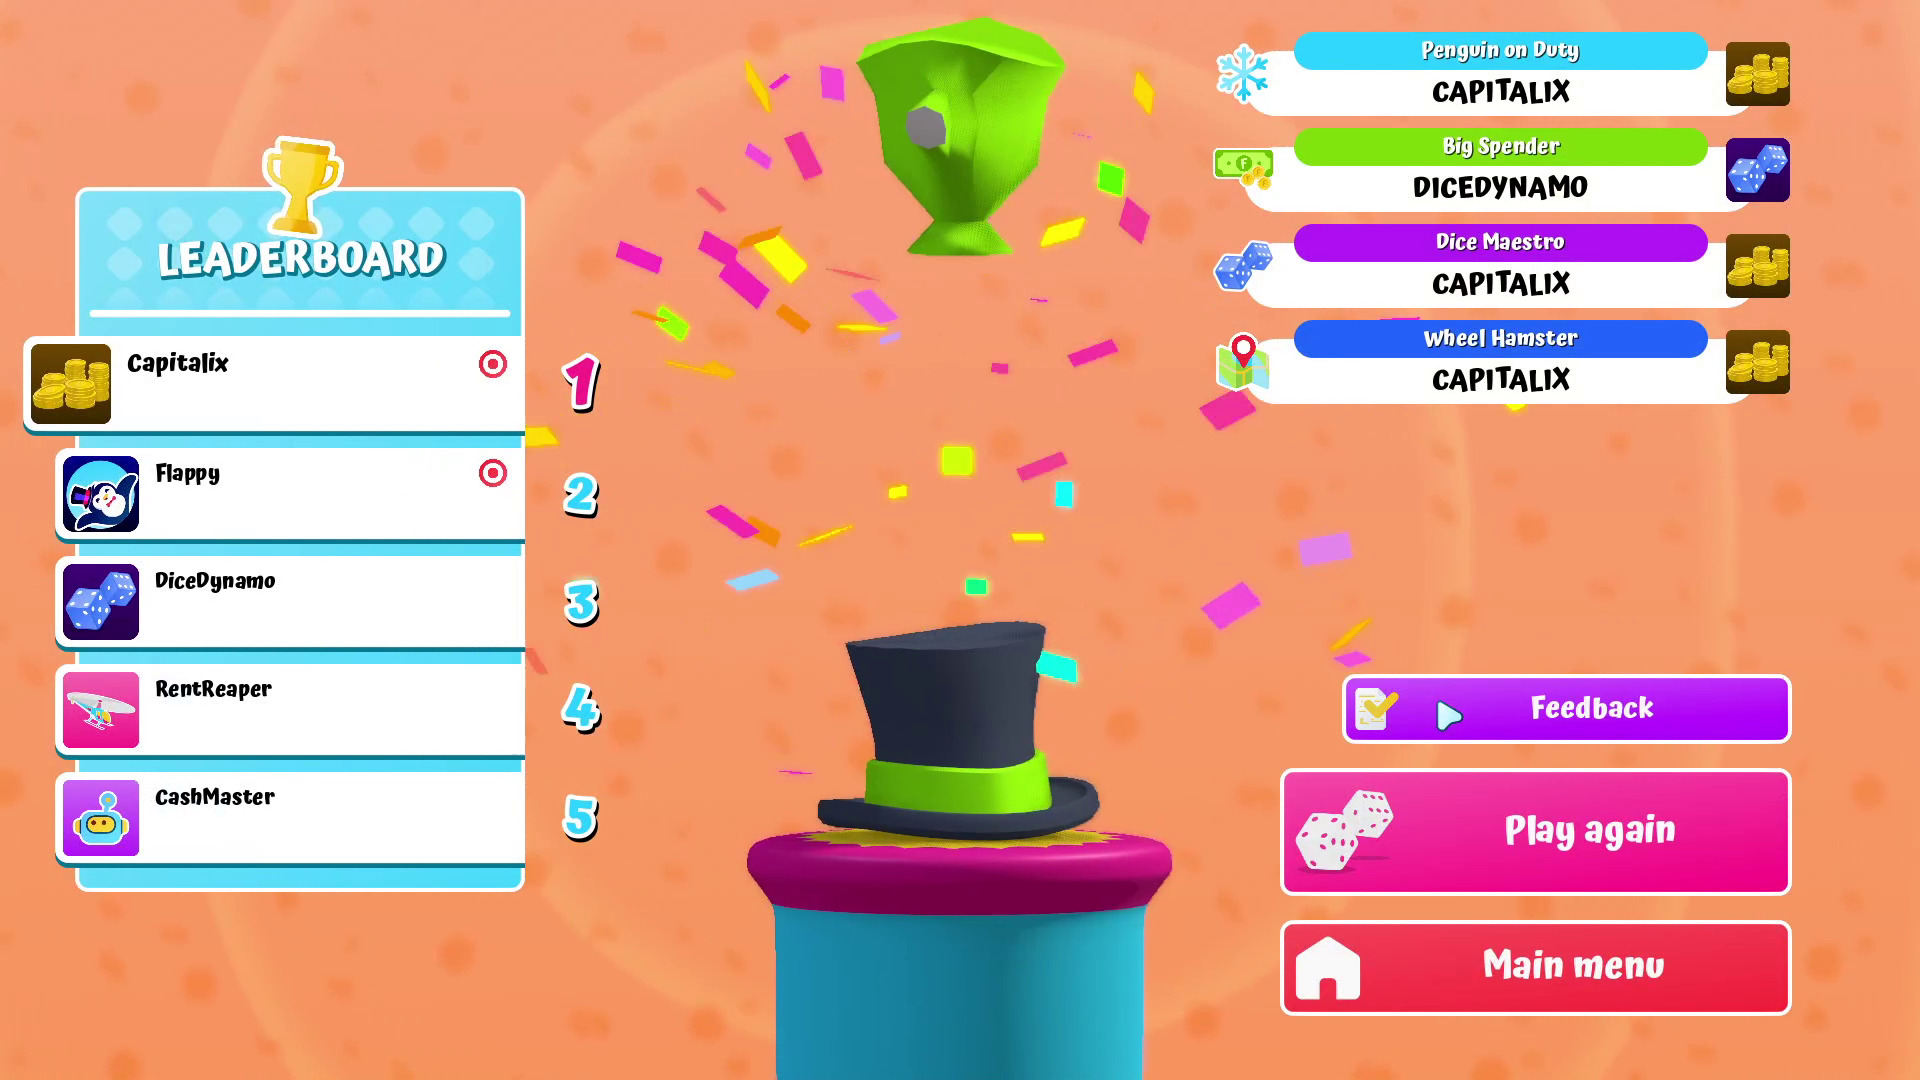 LEADERBOARD
Capitalix
1
Flappy
2
DiceDynamo
3
RentReaper
4
CashMaster
5
Penguin on Duty
CAPITALIX
Big Spender
DICEDYNAMO
Dice Maestro
CAPITALIX
Wheel Hamster
CAPITALIX
Feedback
Play again
Main menu